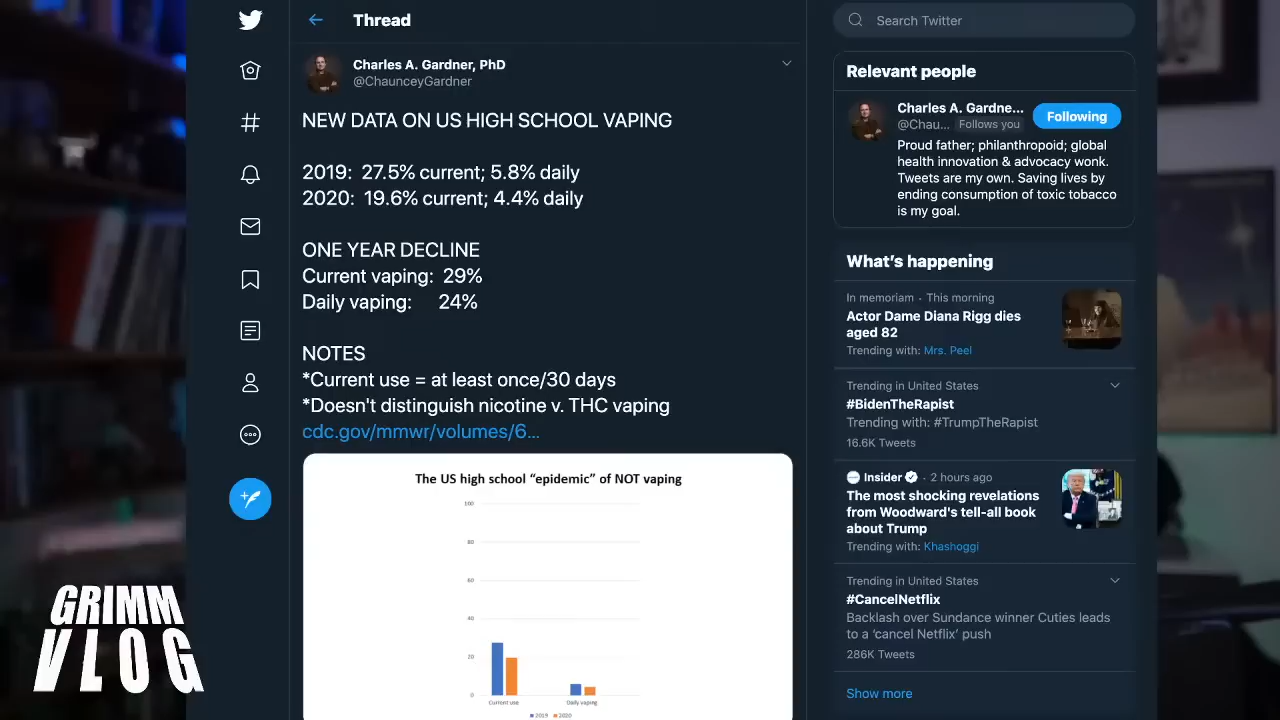 Thread
Charles A. Gardner, PhD
@ChaunceyGardner
NEW DATA ON US HIGH SCHOOL VAPING
2019: 27.5% current; 5.8% daily
2020: 19.6% current; 4.4% daily
ONE YEAR DECLINE
Current vaping: 29%
Daily vaping: 24%
NOTES
*Current use = at least once/30 days
*Doesn't distinguish nicotine v. THC vaping
cdc.gov/mmwr/volumes/6...
The US high school “epidemic” of NOT vaping
100
80
60
40
20
0
Current use
Daily vaping
2019 2020
Search Twitter
Relevant people
Charles A. Gardne...
@Chau... Follows you
Following
Proud father; philanthropoid; global
health innovation & advocacy wonk.
Tweets are my own. Saving lives by
ending consumption of toxic tobacco
is my goal.
What’s happening
In memoriam · This morning
Actor Dame Diana Rigg dies
aged 82
Trending with: Mrs. Peel
Trending in United States
#BidenTheRapist
Trending with: #TrumpTheRapist
16.6K Tweets
Insider · 2 hours ago
The most shocking revelations
from Woodward's tell-all book
about Trump
Trending with: Khashoggi
Trending in United States
#CancelNetflix
Backlash over Sundance winner Cuties leads
to a ‘cancel Netflix’ push
286K Tweets
Show more
GRIMM
VLOG